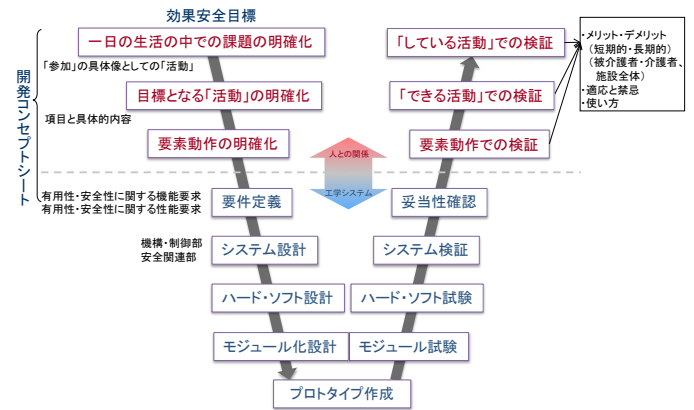 効果安全目標
一日の生活の中での課題の明確化
「参加」の具体像としての「活動」
目標となる「活動」の明確化
項目と具体的内容
要素動作の明確化
開発コンセプトシート
有用性・安全性に関する機能要求
有用性・安全性に関する性能要求
要件定義
機構・制御部
安全関連部
システム設計
ハード・ソフト設計
モジュール化設計
プロトタイプ作成
モジュール試験
ハード・ソフト試験
システム検証
妥当性確認
人との関係
工学システム
要素動作での検証
「できる活動」での検証
「している活動」での検証
・メリット・デメリット
（短期的・長期的）
（被介護者・介護者、
施設全体）
・適応と禁忌
・使い方